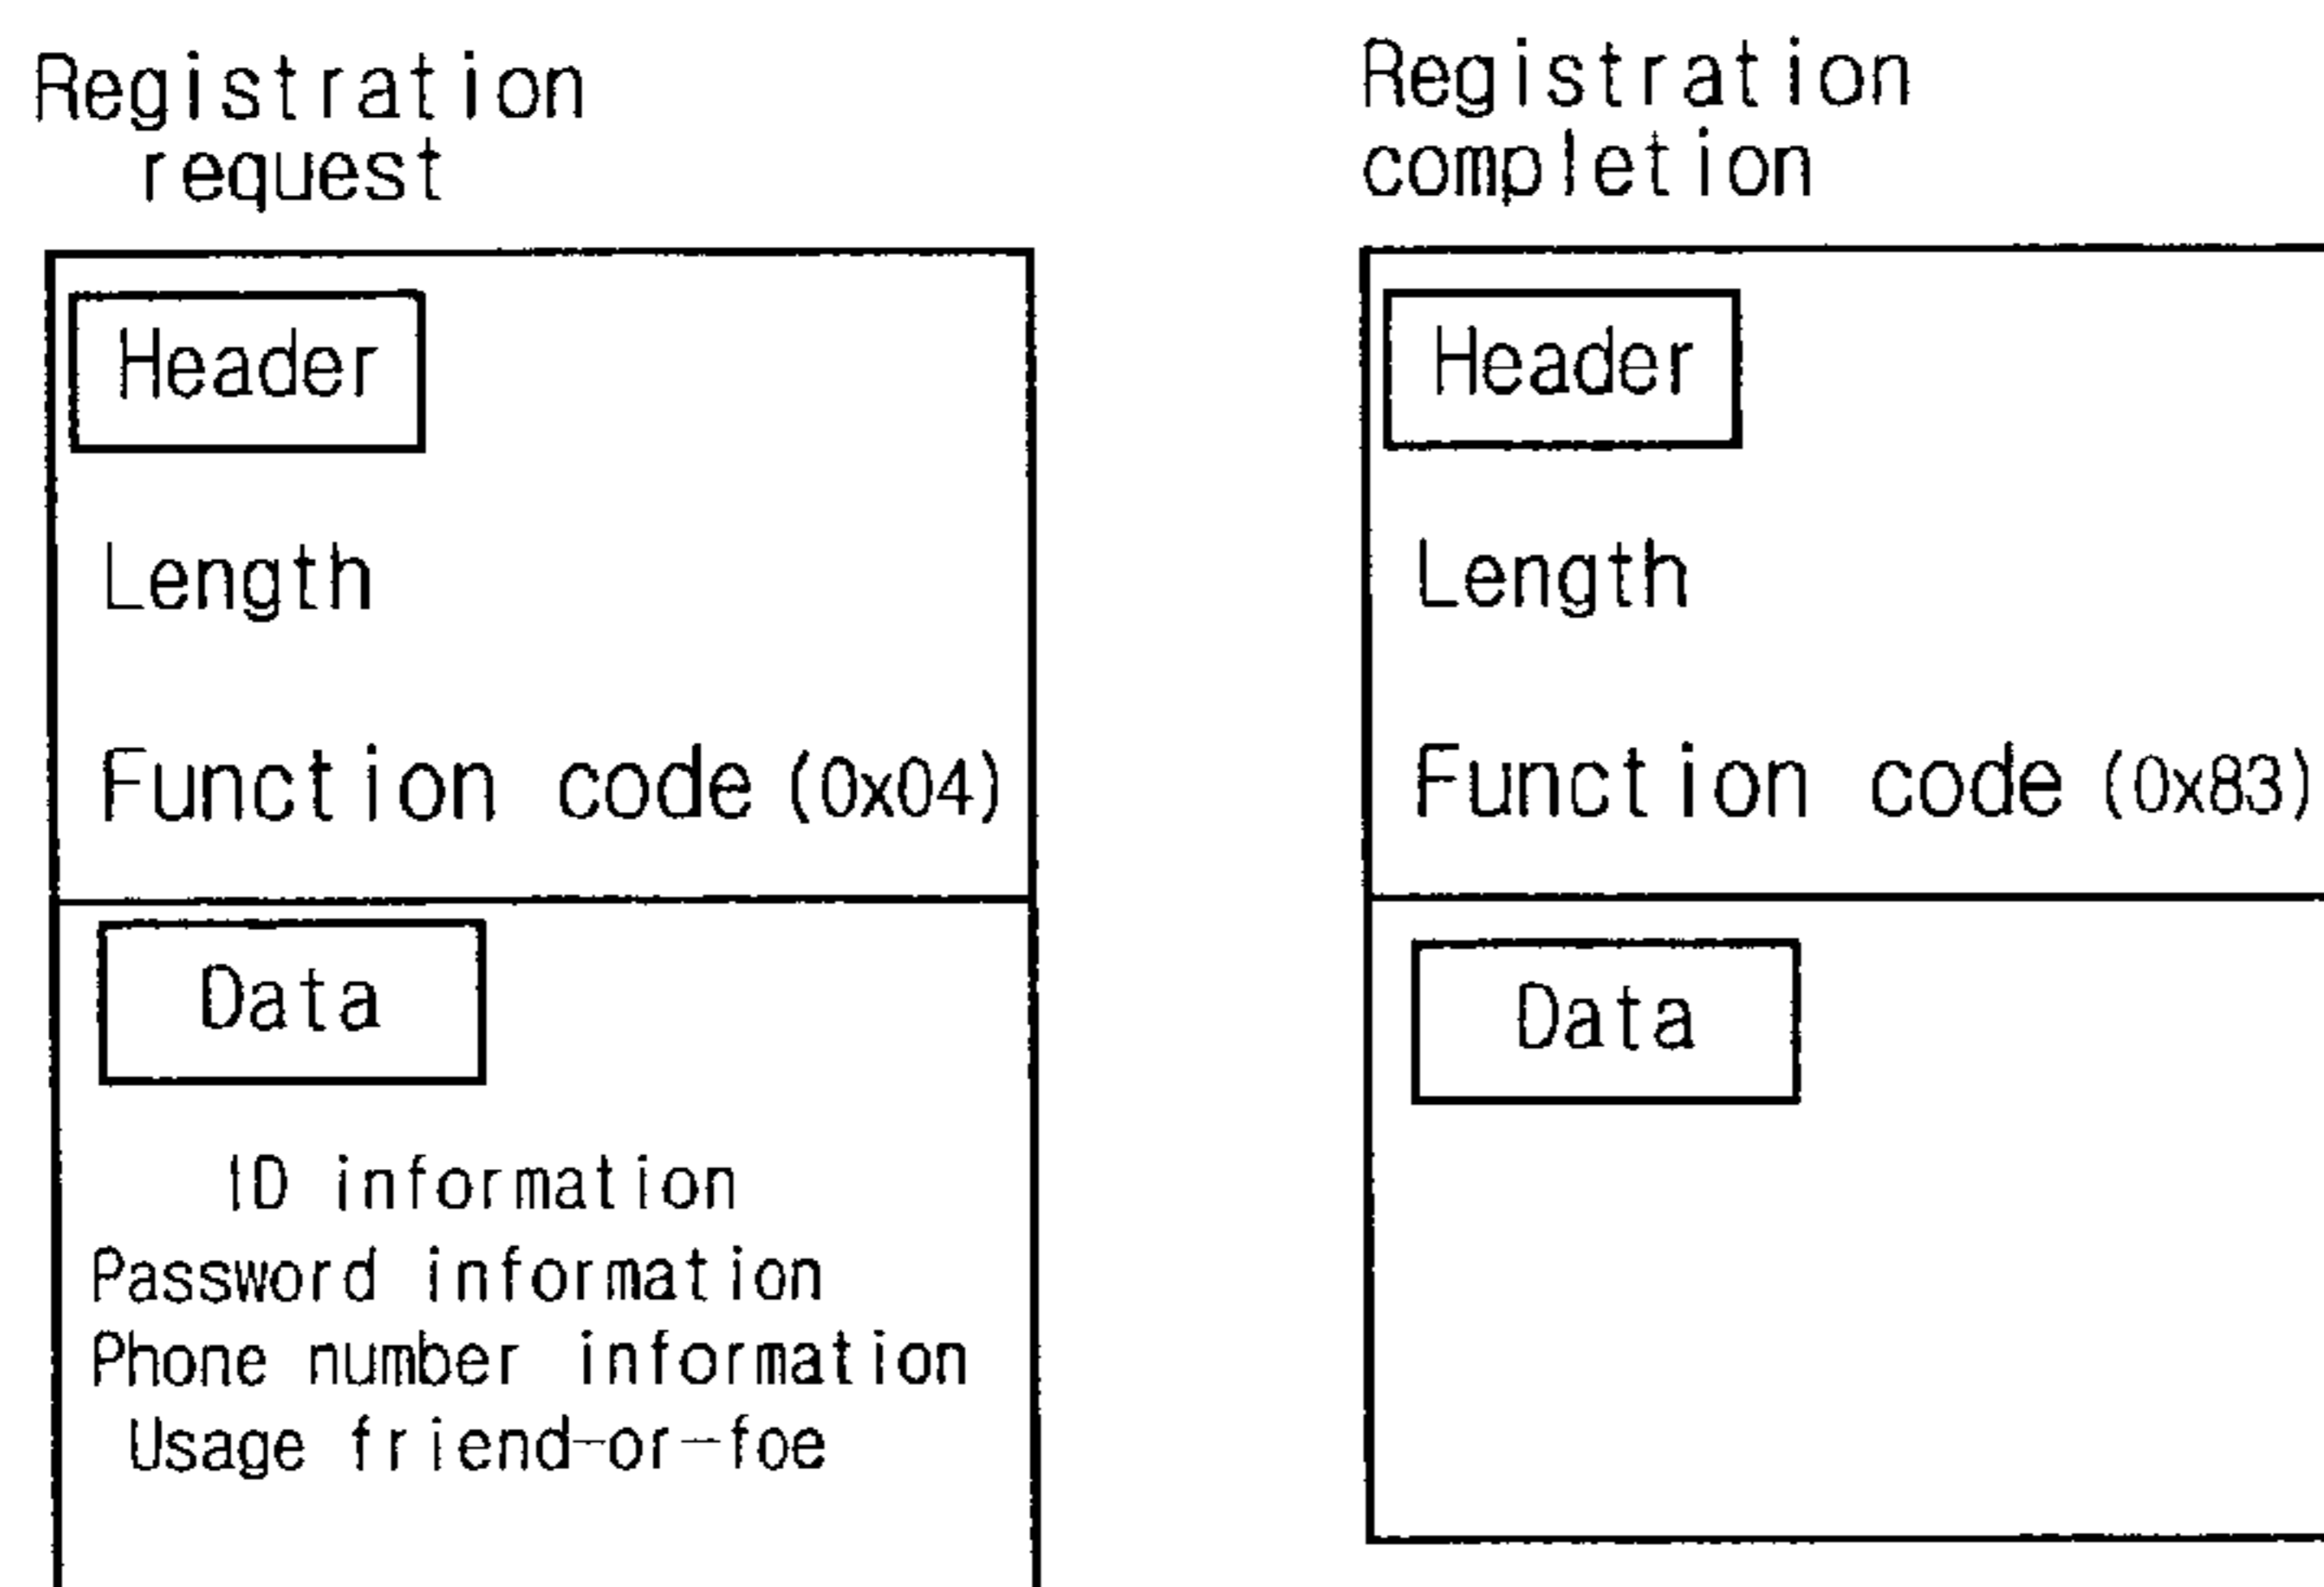 Registration
request
Header
Length
Function code (0x04)
Data
ID information
Password information
Phone number information
Usage friend-or-foe
Registration
completion
Header
Length
Function code (0x83)
Data